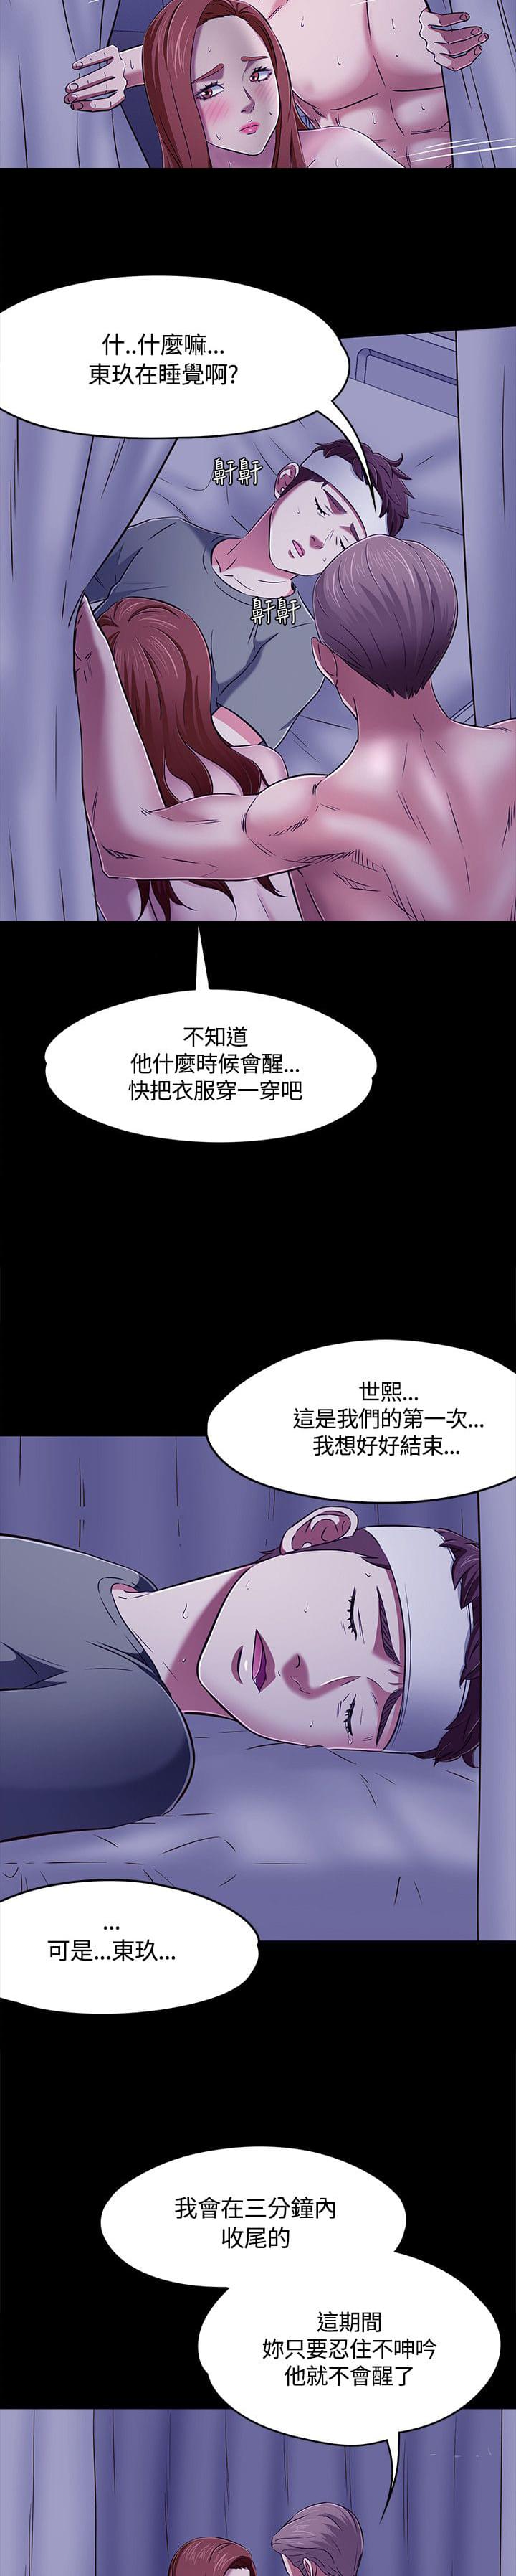 什..什麼嘛...
東玖在睡覺啊?
鼾鼾
鼾鼾
不知道
他什麼時候會醒...
快把衣服穿一穿吧
世熙...
這是我們的第一次...
我想好好結束...
...
可是...東玖...
我會在三分鐘內
收尾的
這期間
妳只要忍住不呻吟
他就不會醒了